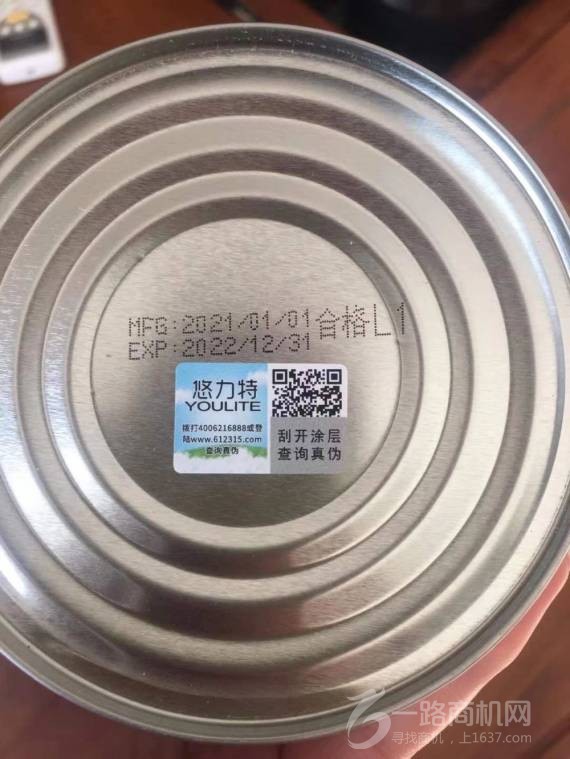 MFG:2021/01/01合格L1
EXP:2022/12/31
悠力特
YOULITE
拨打4006216888或登
陆www.612315.com
查询真伪
刮开涂层
查询真伪
一路商机网
寻找商机，上1637.com